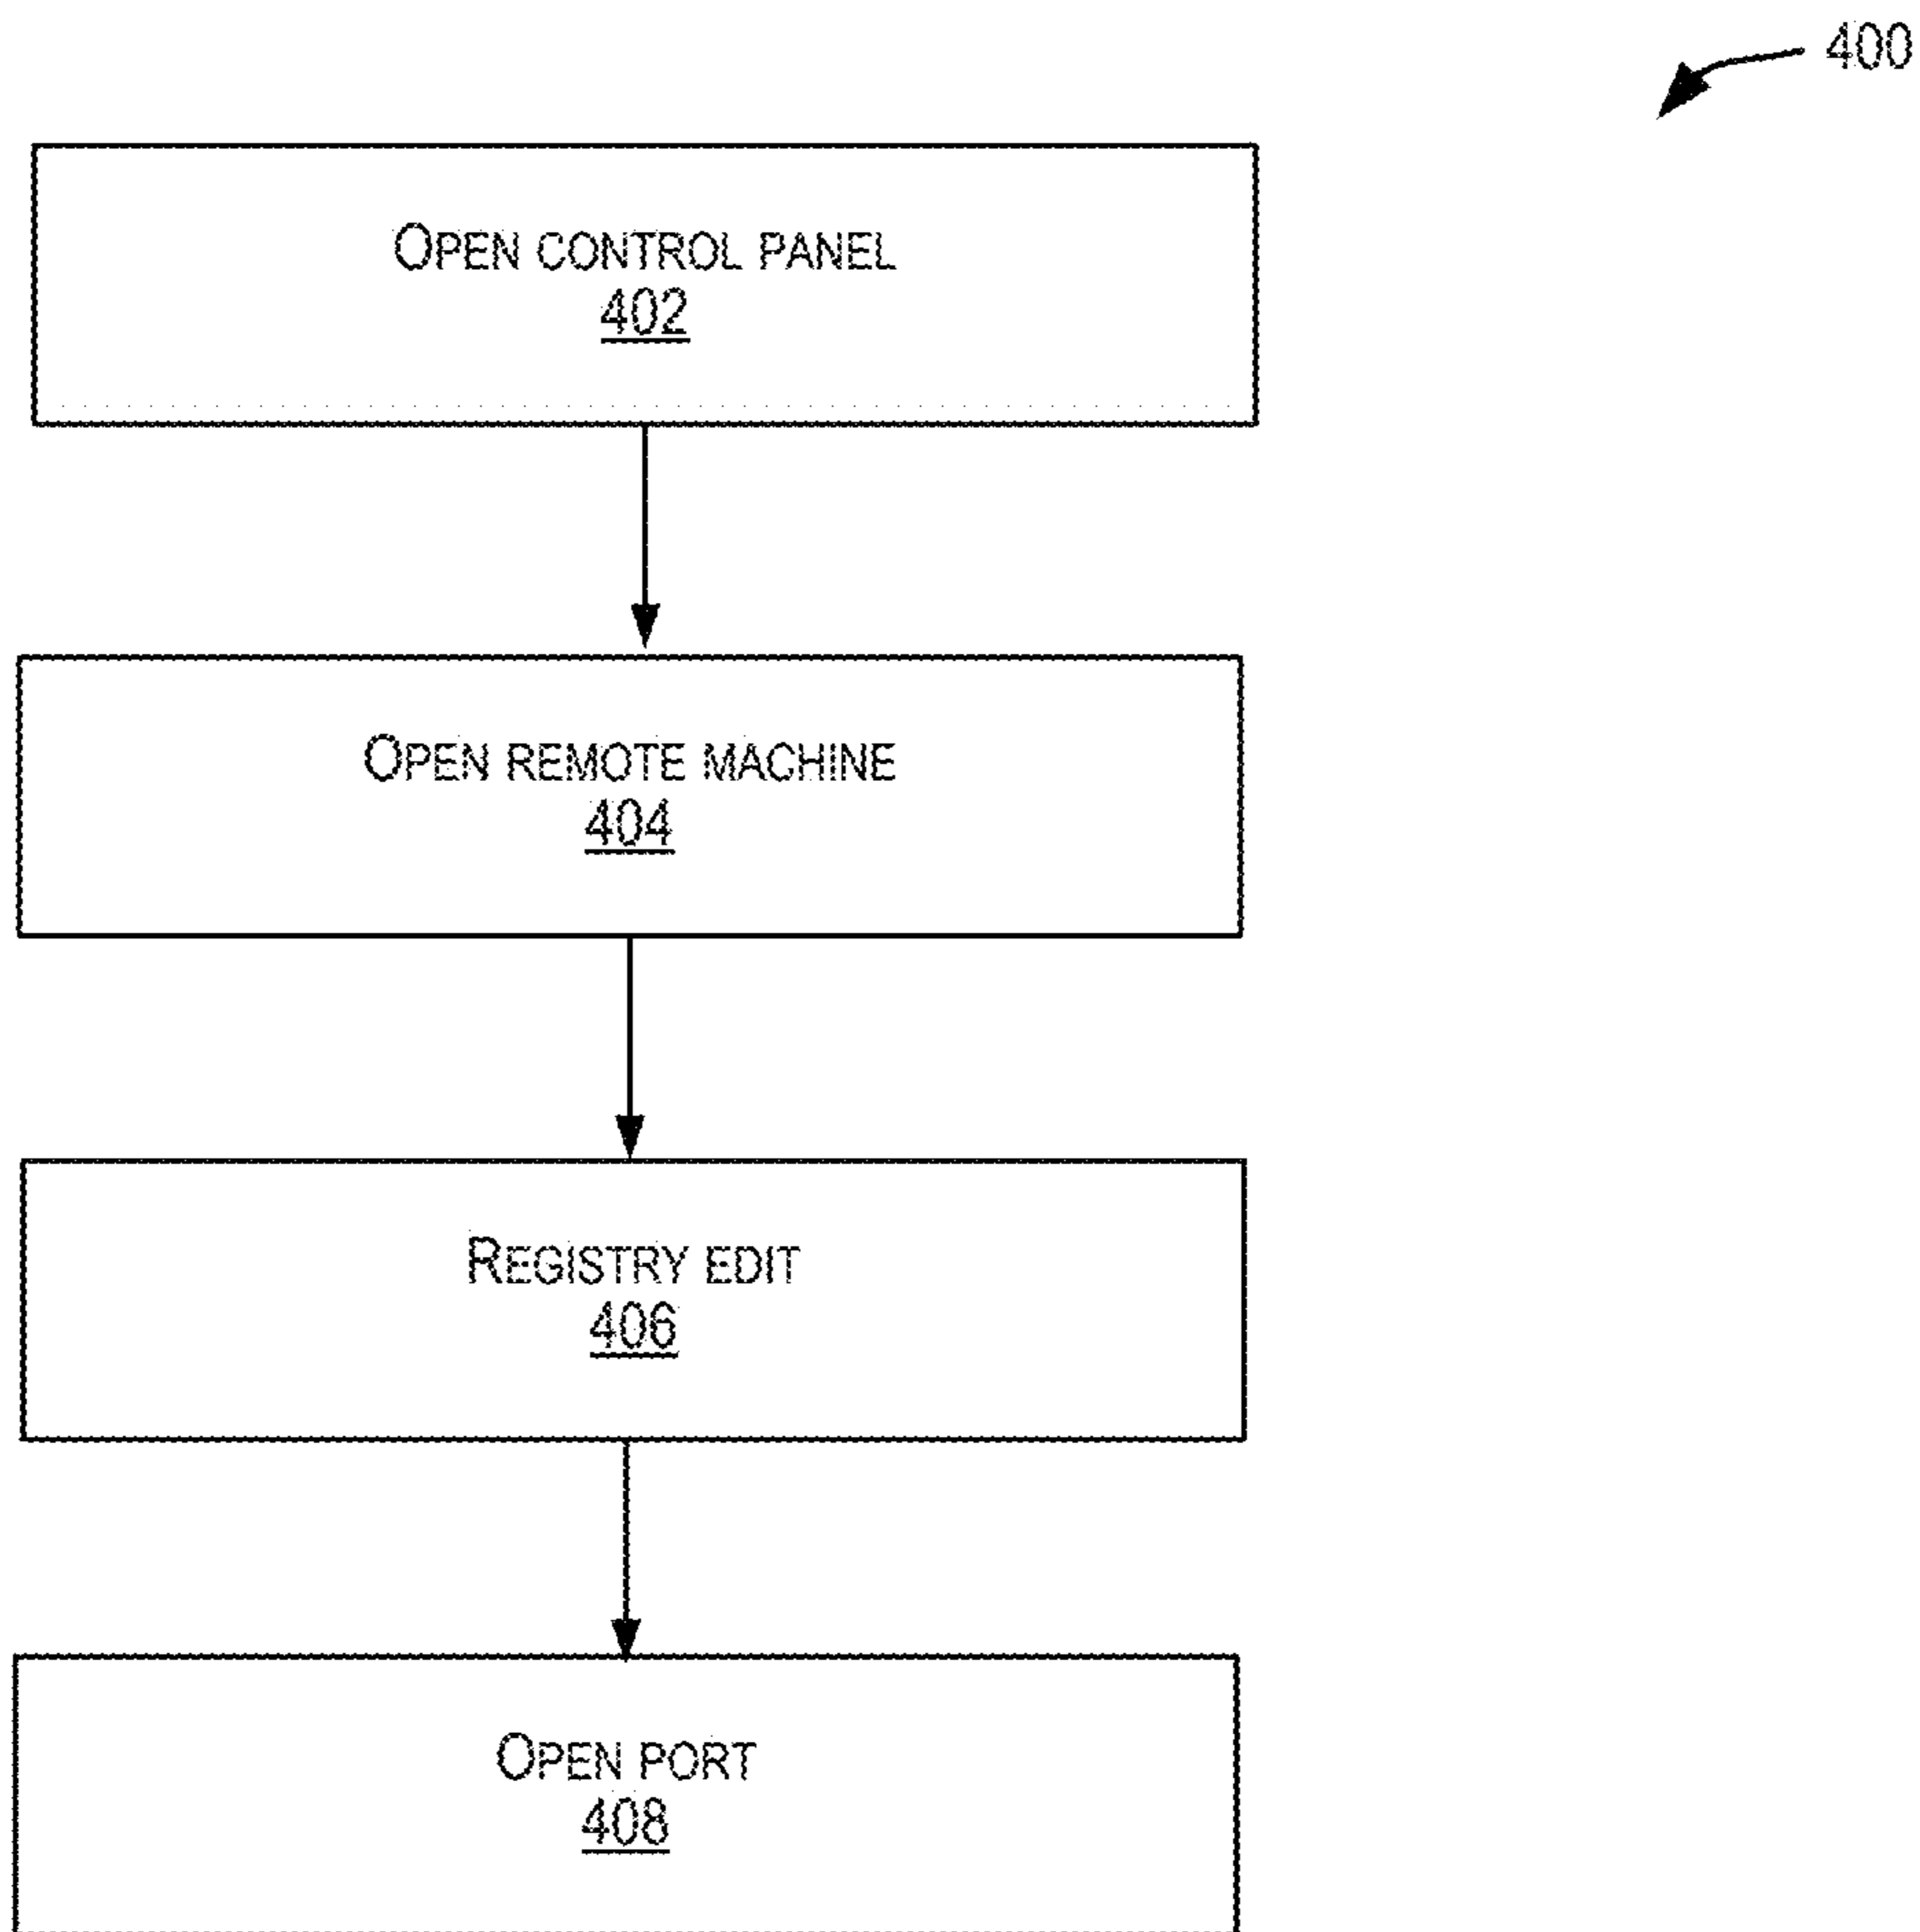 400
OPEN CONTROL PANEL
402
OPEN REMOTE MACHINE
404
REGISTRY EDIT
406
OPEN PORT
408